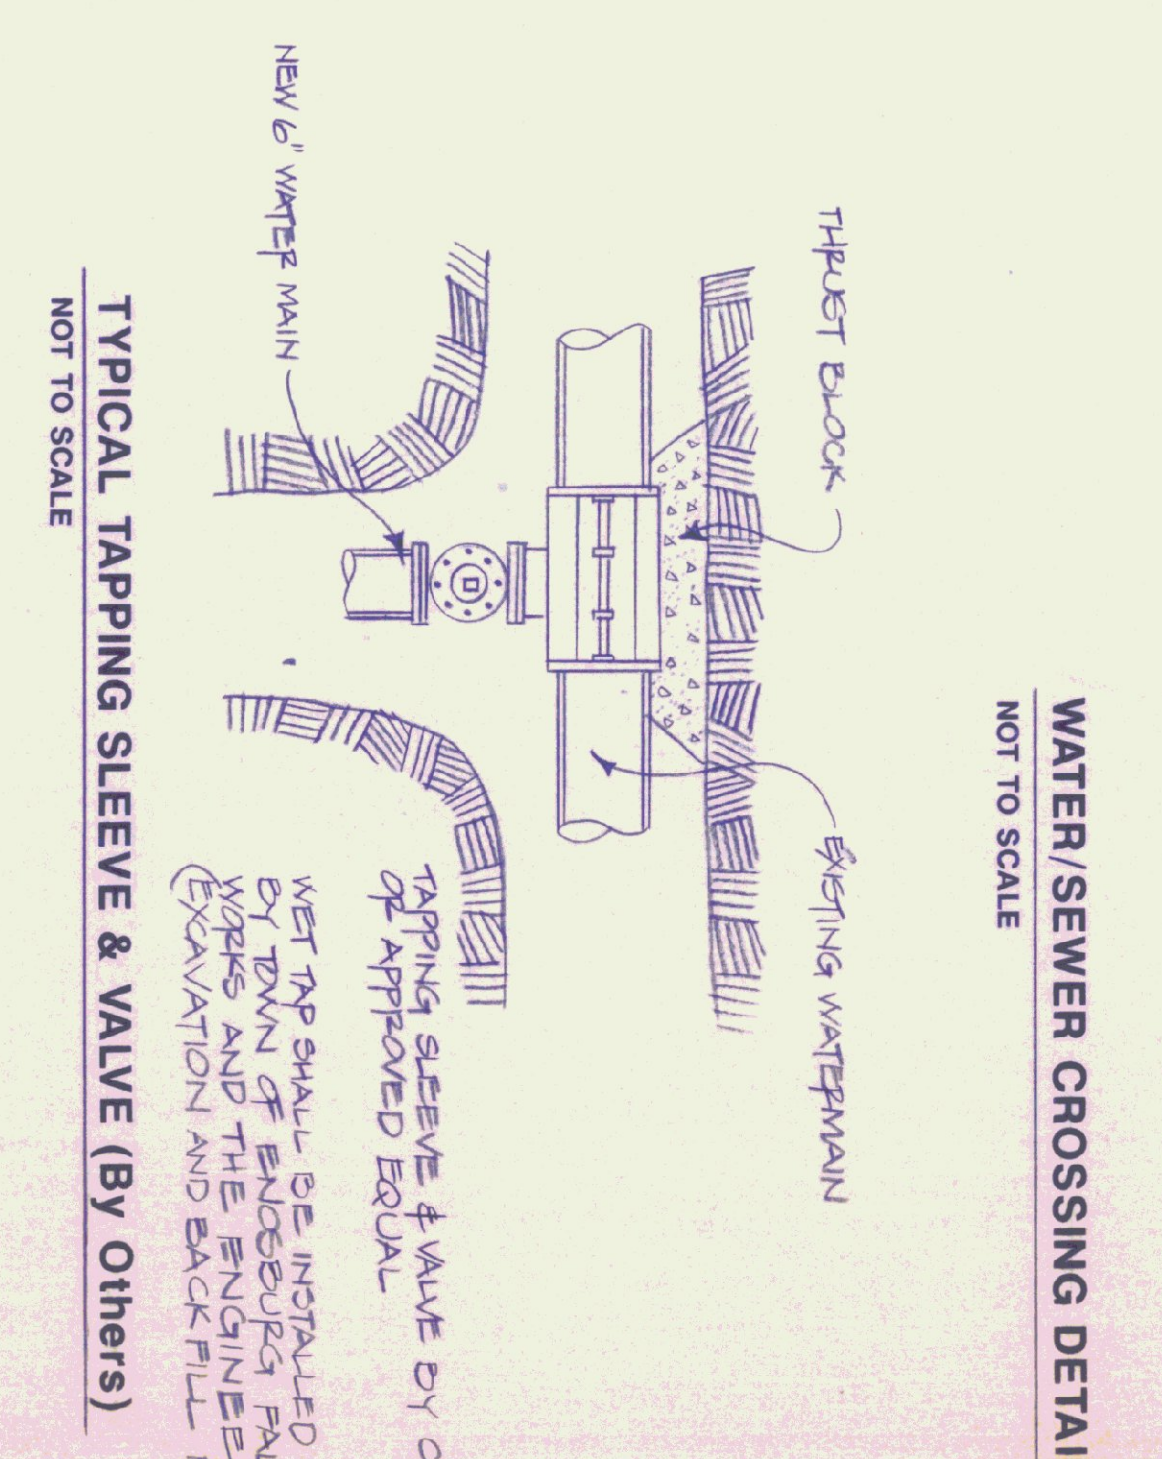 WATER/SEWER CROSSING DETAI
NOT TO SCALE
THRUST BLOCK
EXISTING WATERMAIN
NEW 6" WATER MAIN
TAPPING SLEEVE & VALVE BY
OR APPROVED EQUAL
WET TAP SHALL BE INSTALLED
BY TOWN OF ENOSBURG FAL
WORKS AND THE ENGINEE
(EXCAVATION AND BACKFILL
TYPICAL TAPPING SLEEVE & VALVE (By Others)
NOT TO SCALE